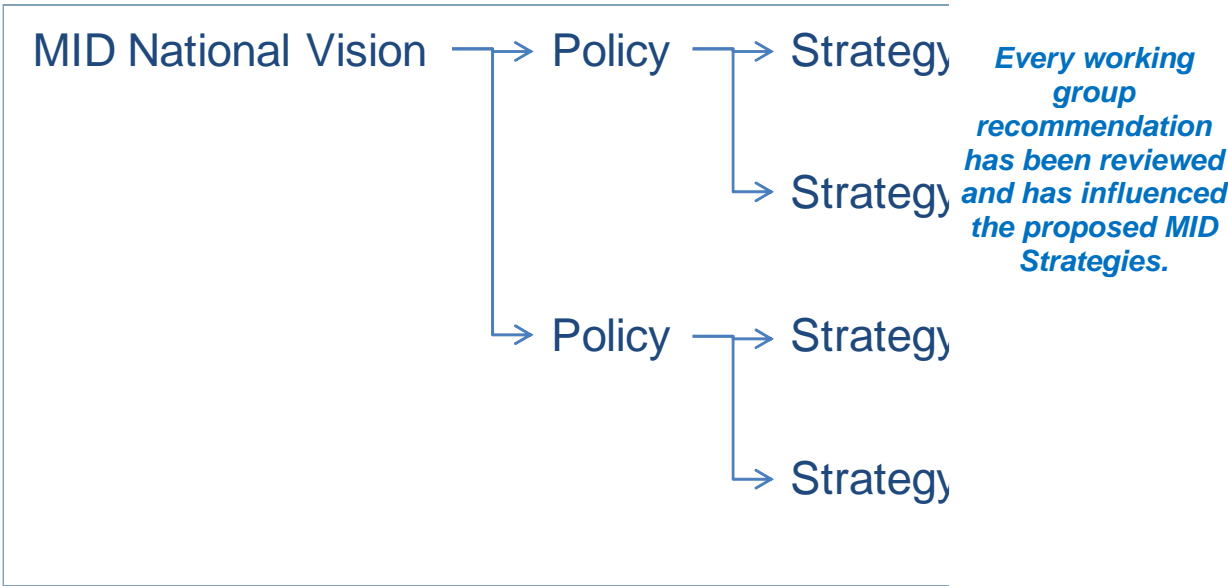 MID National Vision Policy Strategy
Strategy
Policy Strategy
Strategy
Every working
group
recommendation
has been reviewed
and has influenced
the proposed MID
Strategies.